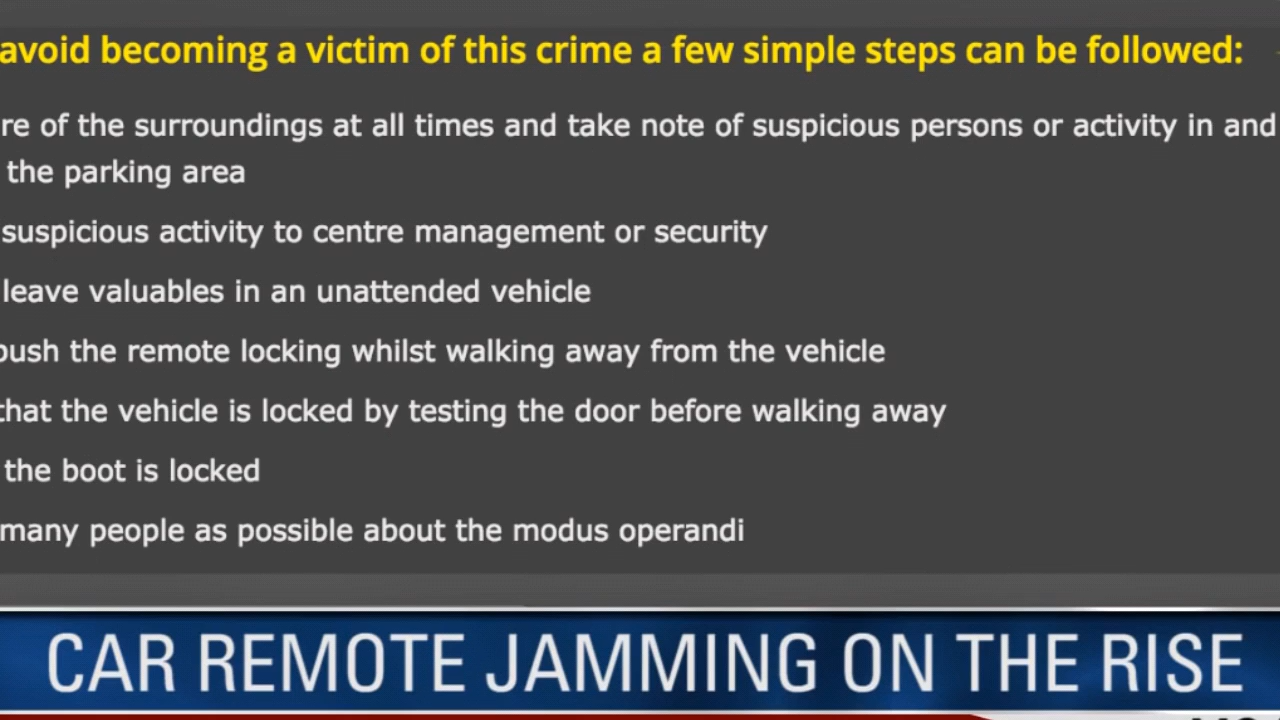 avoid becoming a victim of this crime a few simple steps can be followed:
re of the surroundings at all times and take note of suspicious persons or activity in and
the parking area
suspicious activity to centre management or security
leave valuables in an unattended vehicle
push the remote locking whilst walking away from the vehicle
that the vehicle is locked by testing the door before walking away
the boot is locked
many people as possible about the modus operandi
CAR REMOTE JAMMING ON THE RISE